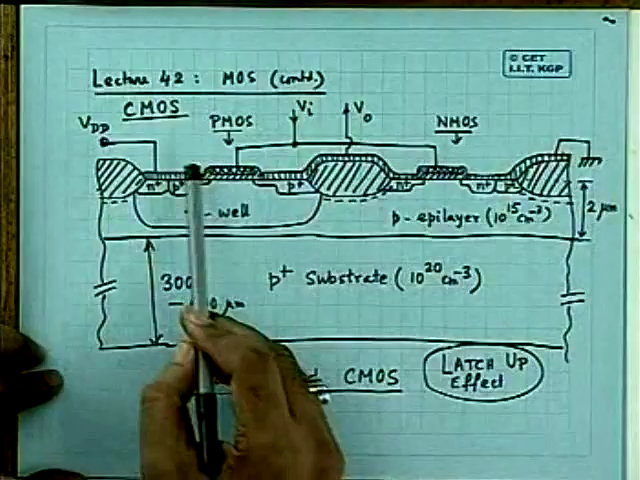 © CET
I.I.T. KGP
Lecture 42 : MOS (contd.)
CMOS
VDD
PMOS
Vi
Vo
NMOS
n+ p+ p+ n+ n+ p+
well
p-epilayer (10^15 cm^-3)
2 μm
300
μm
p+ Substrate (10^20 cm^-3)
CMOS
LATCH UP
Effect